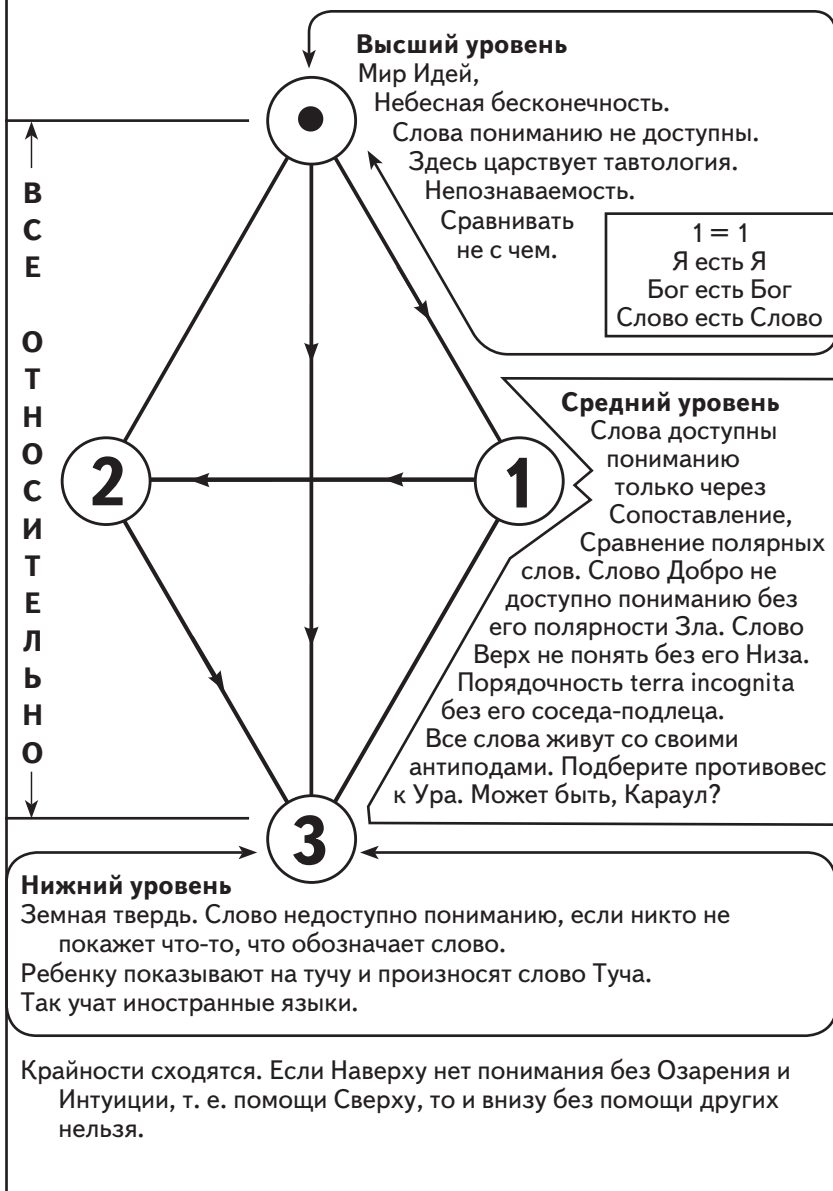 Высший уровень
Мир Идей,
Небесная бесконечность.
Слова пониманию не доступны.
Здесь царствует тавтология.
Непознаваемость.
Сравнивать
не с чем.
1 = 1
Я есть Я
Бог есть Бог
Слово есть Слово
ВСЕ ОТНОСИТЕЛЬНО
2
1
Средний уровень
Слова доступны
пониманию
только через
Сопоставление,
Сравнение полярных
слов. Слово Добро не
доступно пониманию без
его полярности Зла. Слово
Верх не понять без его Низа.
Порядочность terra incognita
без его соседа-подлеца.
Все слова живут со своими
антиподами. Подберите противовес
к Ура. Может быть, Караул?
3
Нижний уровень
Земная твердь. Слово недоступно пониманию, если никто не
покажет что-то, что обозначает слово.
Ребенку показывают на тучу и произносят слово Туча.
Так учат иностранные языки.
Крайности сходятся. Если Наверху нет понимания без Озарения и
Интуиции, т. е. помощи Сверху, то и внизу без помощи других
нельзя.